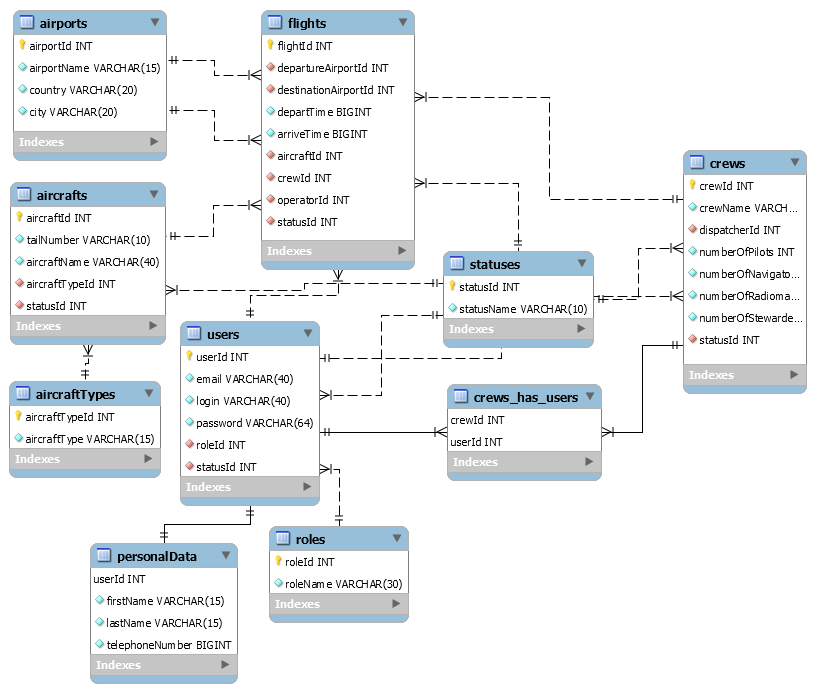 airports
airportId INT
airportName VARCHAR(15)
country VARCHAR(20)
city VARCHAR(20)
Indexes
flights
flightId INT
departureAirportId INT
destinationAirportId INT
departTime BIGINT
arriveTime BIGINT
aircraftId INT
crewId INT
operatorId INT
statusId INT
Indexes
crews
crewId INT
crewName VARCH...
dispatcherId INT
numberOfPilots INT
numberOfNavigato...
numberOfRadioma...
numberOfStewarde...
statusId INT
Indexes
aircrafts
aircraftId INT
tailNumber VARCHAR(10)
aircraftName VARCHAR(40)
aircraftTypeId INT
statusId INT
Indexes
statuses
statusId INT
statusName VARCHAR(10)
Indexes
users
userId INT
email VARCHAR(40)
login VARCHAR(40)
password VARCHAR(64)
roleId INT
statusId INT
Indexes
aircraftTypes
aircraftTypeId INT
aircraftType VARCHAR(15)
Indexes
crews_has_users
crewId INT
userId INT
Indexes
personalData
userId INT
firstName VARCHAR(15)
lastName VARCHAR(15)
telephoneNumber BIGINT
Indexes
roles
roleId INT
roleName VARCHAR(30)
Indexes